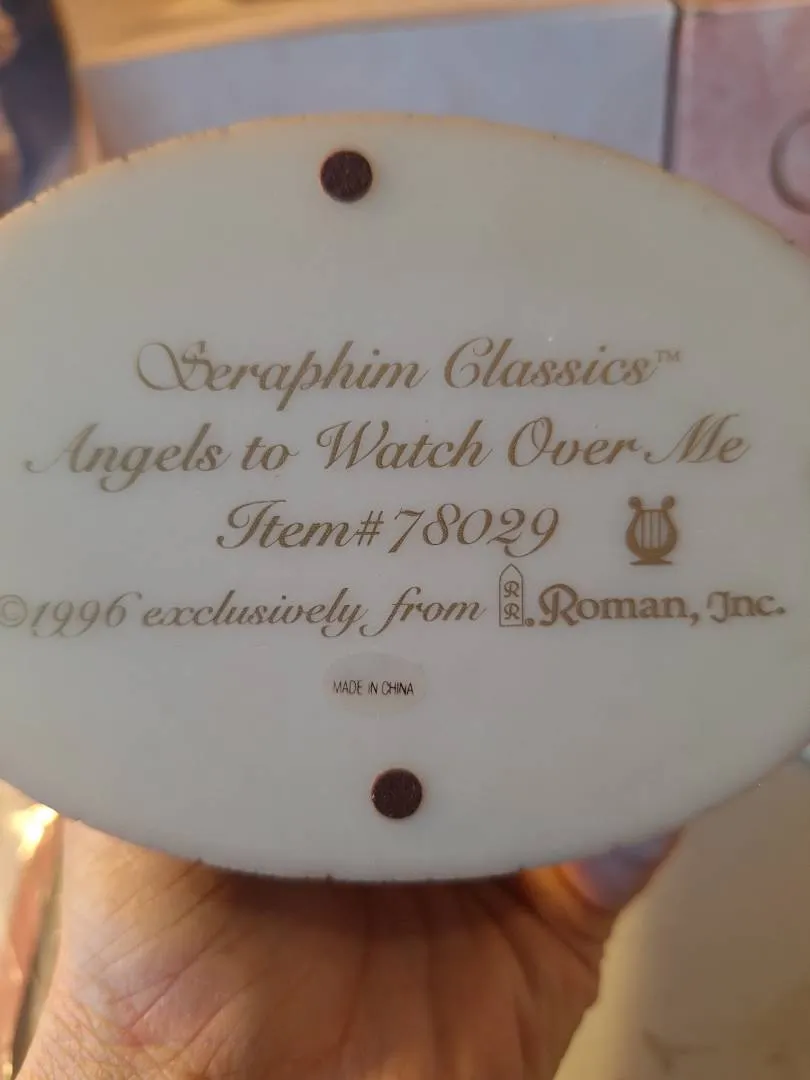 Seraphim Classics™
Angels to Watch Over Me
Item#78029
©1996 exclusively from R R. Roman, Inc.
MADE IN CHINA